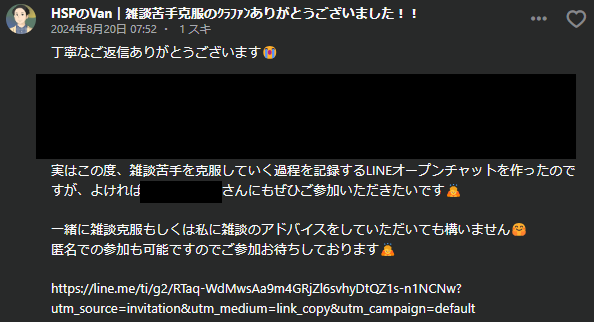 HSPのVan｜雑談苦手克服のｸﾗﾌｧﾝありがとうございました！！
2024年8月20日 07:52 ・ 1 スキ
丁寧なご返信ありがとうございます😭
実はこの度、雑談苦手を克服していく過程を記録するLINEオープンチャットを作ったので
すが、よければ さんにもぜひご参加いただきたいです🙇
一緒に雑談克服もしくは私に雑談のアドバイスをしていただいても構いません🤗
匿名での参加も可能ですのでご参加お待ちしております🙇
https://line.me/ti/g2/RTaq-WdMwsAa9m4GRjZl6svhyDtQZ1s-n1NCNw?
utm_source=invitation&utm_medium=link_copy&utm_campaign=default